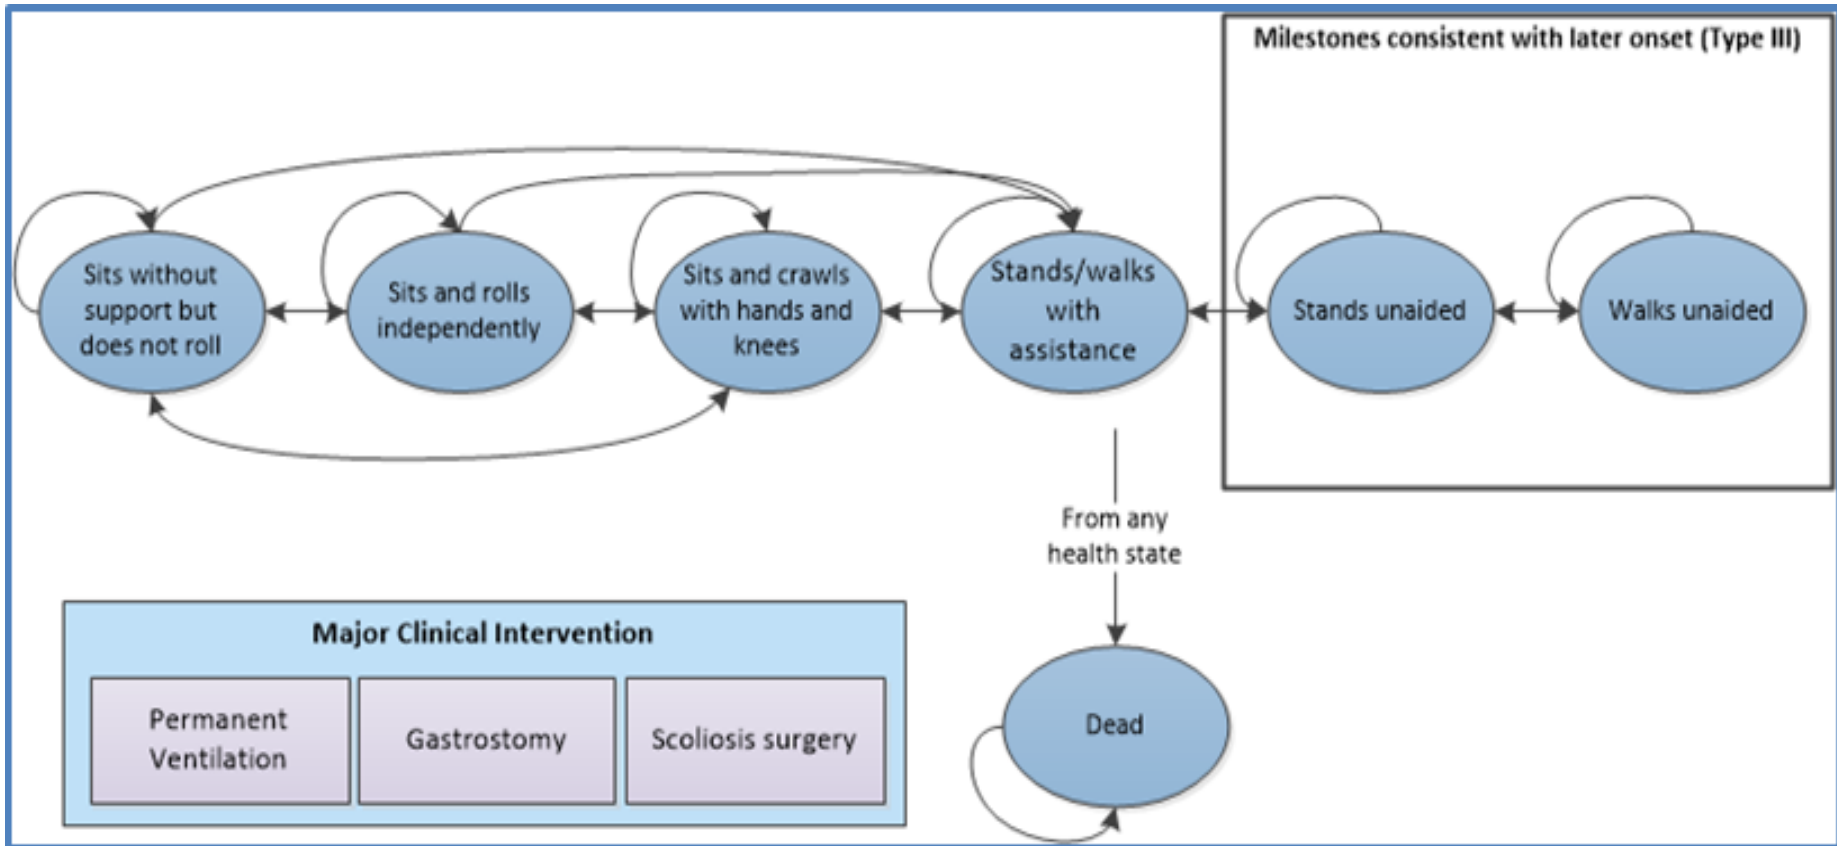 Milestones consistent with later onset (Type III)
Sits without
support but
does not roll
Sits and rolls
independently
Sits and crawls
with hands and
knees
Stands/walks
with
assistance
Stands unaided
Walks unaided
From any
health state
Dead
Major Clinical Intervention
Permanent
Ventilation
Gastrostomy
Scoliosis surgery